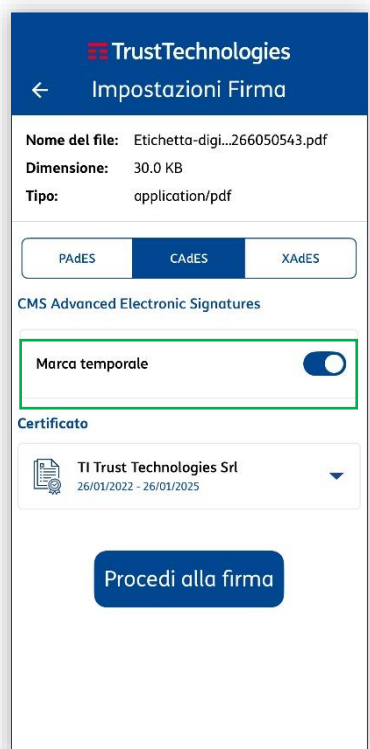 TrustTechnologies
← Impostazioni Firma
Nome del file: Etichetta-digi...266050543.pdf
Dimensione: 30.0 KB
Tipo: application/pdf
PAdES CAdES XAdES
CMS Advanced Electronic Signatures
Marca temporale
Certificato
TI Trust Technologies Srl
26/01/2022 - 26/01/2025
Procedi alla firma